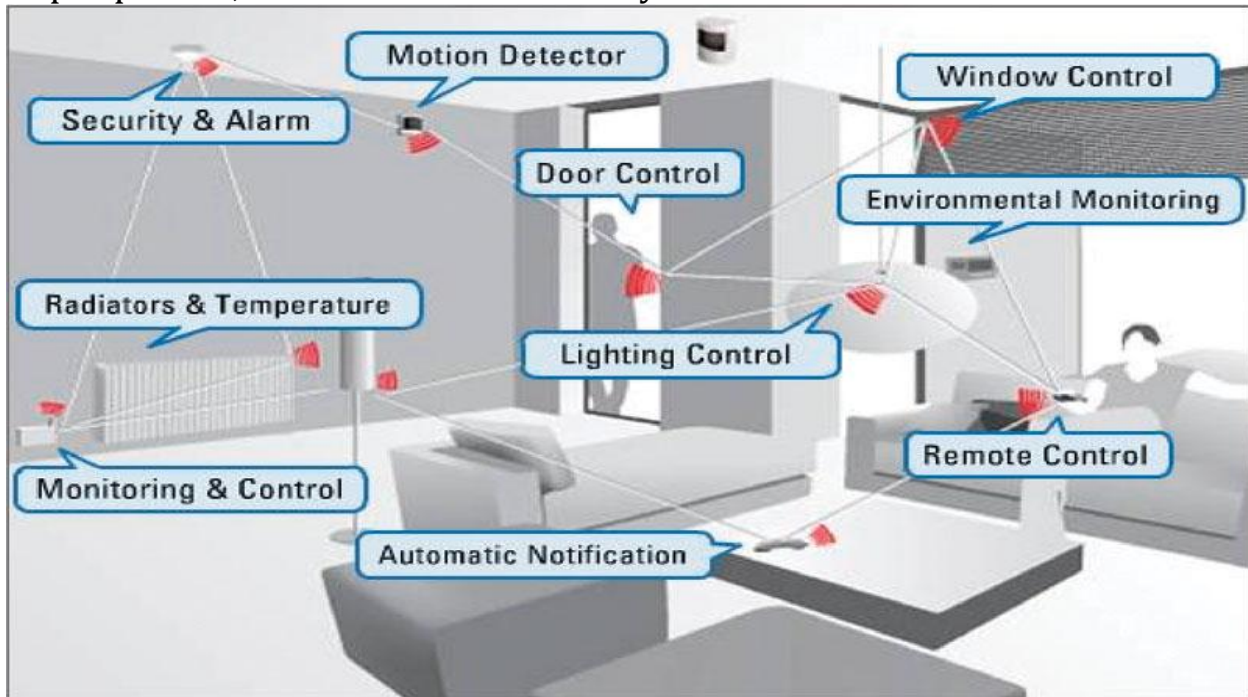 Motion Detector
Window Control
Security & Alarm
Door Control
Environmental Monitoring
Radiators & Temperature
Lighting Control
Remote Control
Monitoring & Control
Automatic Notification